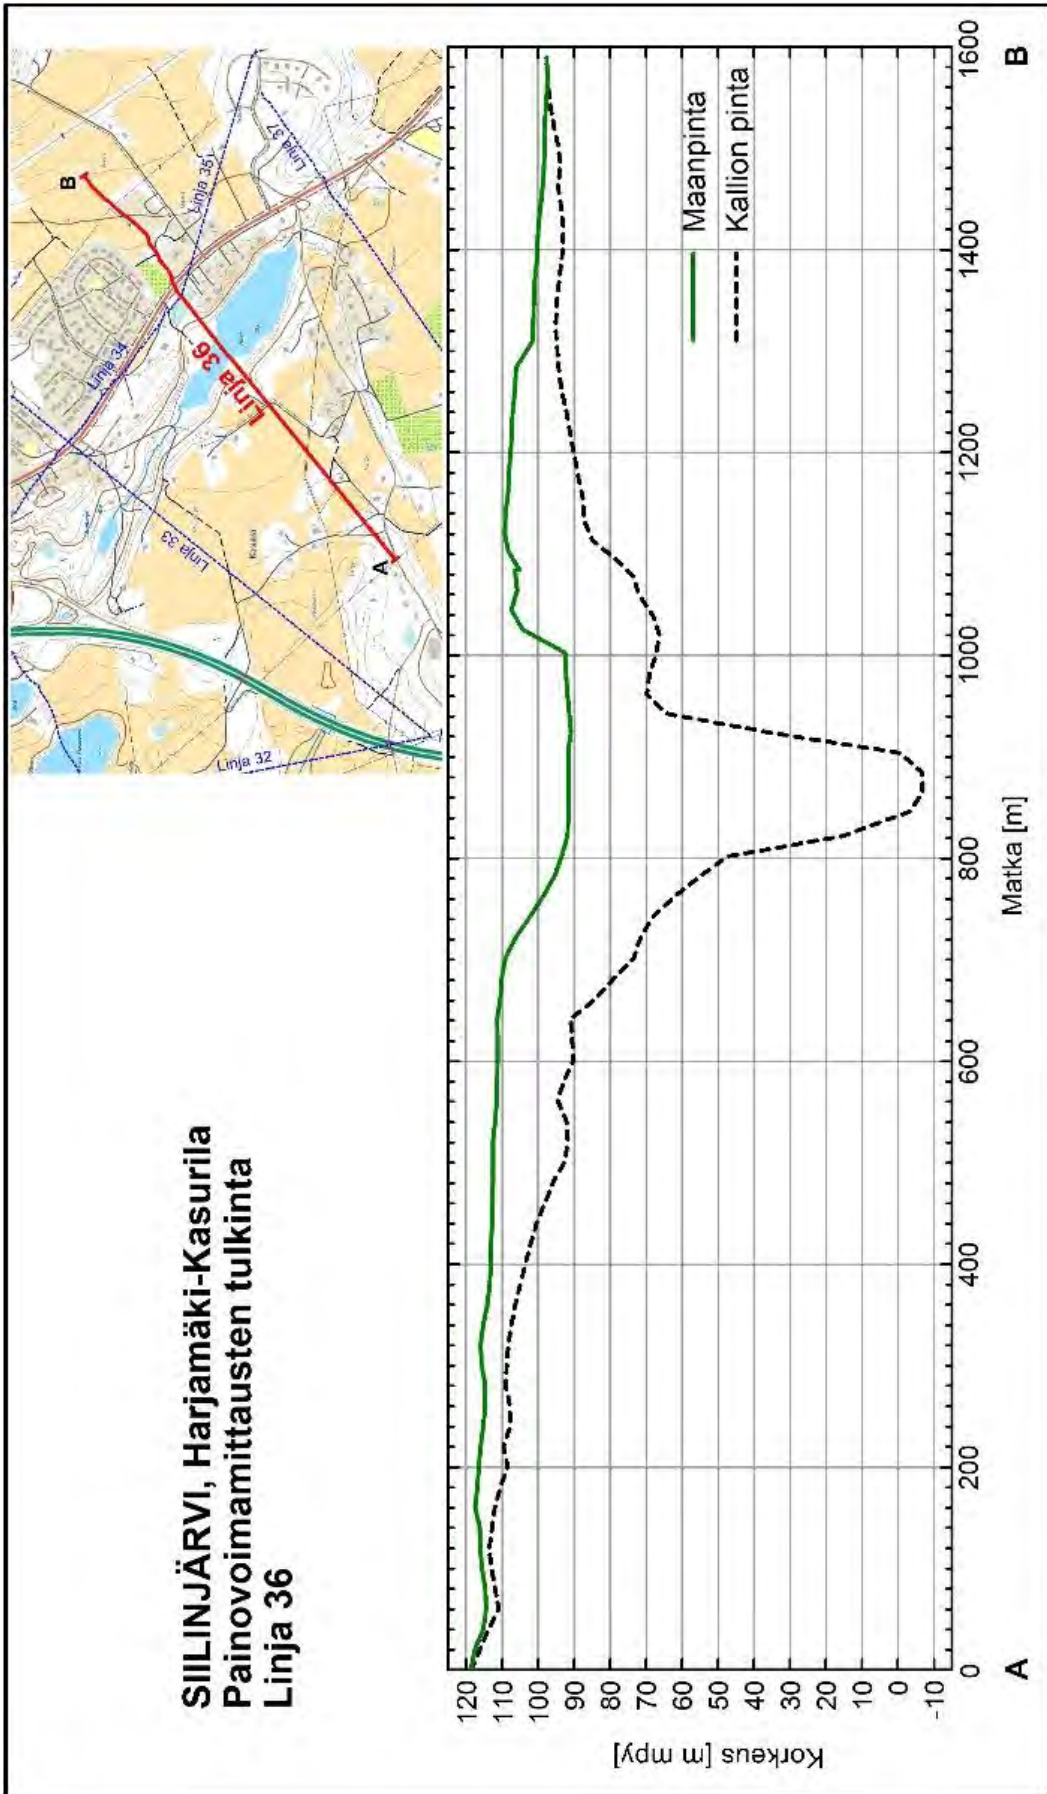 SIILINJÄRVI, Harjamäki-Kasurila
Painovoimamittausten tulkinta
Linja 36
Linja 32
Linja 33
Linja 34
Linja 35
Linja 36
Linja 37
A
B
Korkeus [m mpy]
120
110
100
90
80
70
60
50
40
30
20
10
0
-10
Maanpinta
Kallion pinta
0
200
400
600
800
1000
1200
1400
1600
A
Matka [m]
B